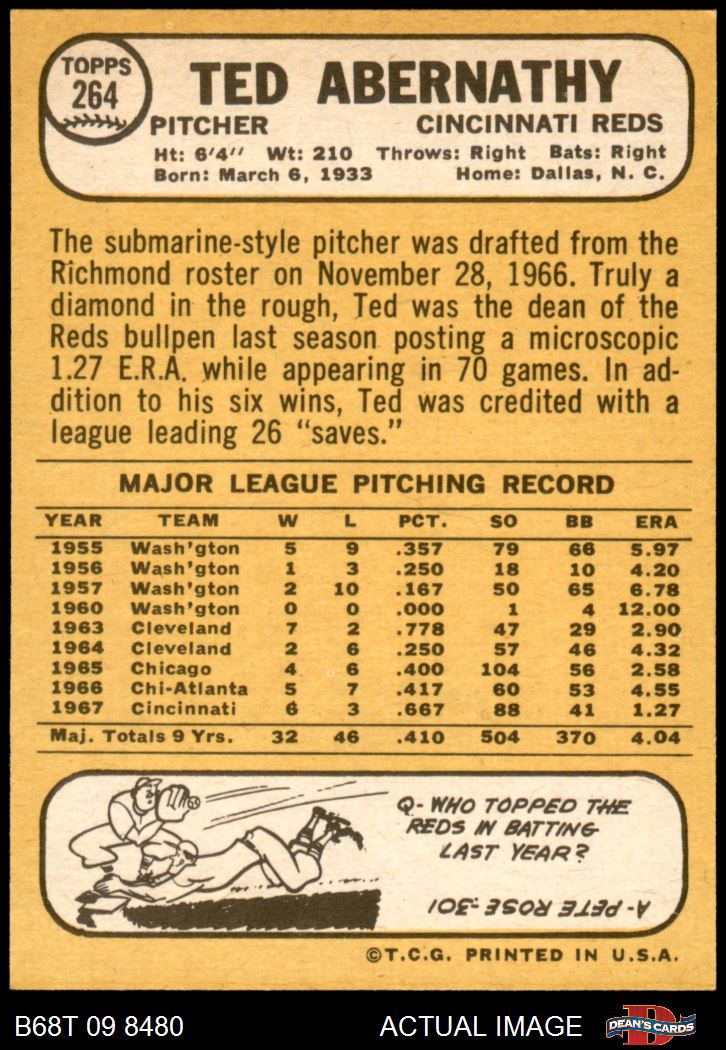 TOPPS
264
TED ABERNATHY
PITCHER CINCINNATI REDS
Ht: 6'4" Wt: 210 Throws: Right Bats: Right
Born: March 6, 1933 Home: Dallas, N. C.
The submarine-style pitcher was drafted from the
Richmond roster on November 28, 1966. Truly a
diamond in the rough, Ted was the dean of the
Reds bullpen last season posting a microscopic
1.27 E.R.A. while appearing in 70 games. In ad-
dition to his six wins, Ted was credited with a
league leading 26 "saves."
MAJOR LEAGUE PITCHING RECORD
YEAR TEAM W L PCT. SO BB ERA
1955 Wash'gton 5 9 .357 79 66 5.97
1956 Wash'gton 1 3 .250 18 10 4.20
1957 Wash'gton 2 10 .167 50 65 6.78
1960 Wash'gton 0 0 .000 1 4 12.00
1963 Cleveland 7 2 .778 47 29 2.90
1964 Cleveland 2 6 .250 57 46 4.32
1965 Chicago 4 6 .400 104 56 2.58
1966 Chi-Atlanta 5 7 .417 60 53 4.55
1967 Cincinnati 6 3 .667 88 41 1.27
Maj. Totals 9 Yrs. 32 46 .410 504 370 4.04
Q- WHO TOPPED THE
REDS IN BATTING
LAST YEAR?
A- PETE ROSE-.301
©T.C.G. PRINTED IN U.S.A.
B68T 09 8480 ACTUAL IMAGE DEAN'S CARDS